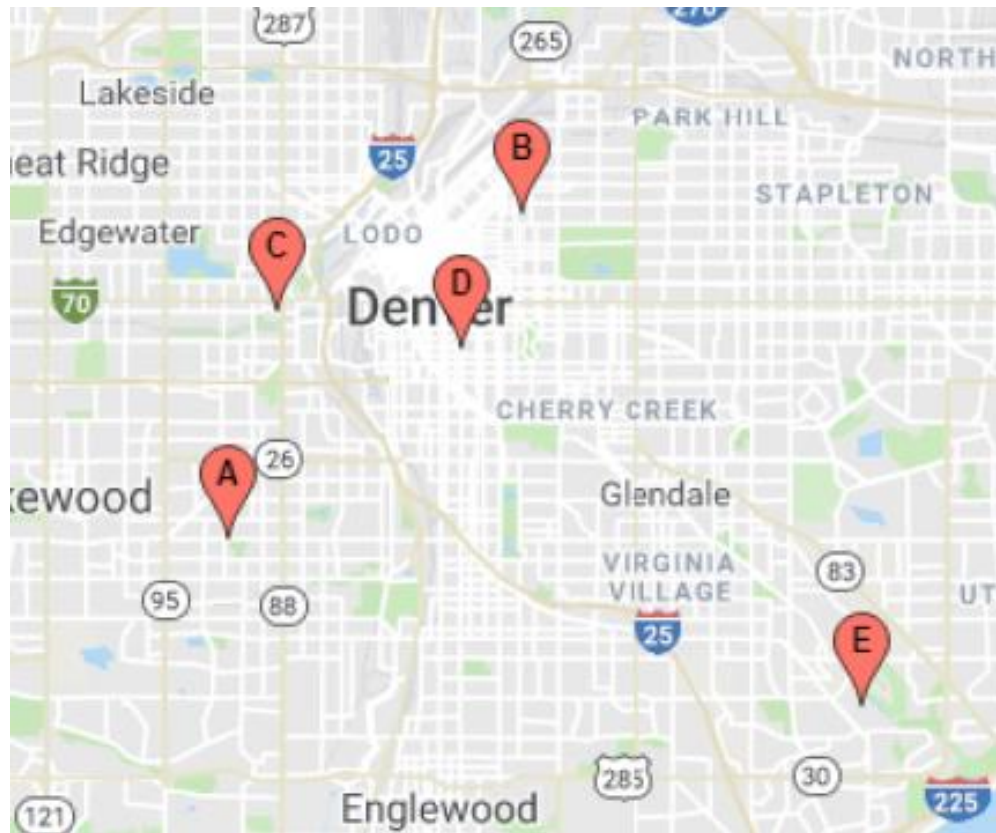 287
270
265
NORTH
Lakeside
PARK HILL
25
B
eat Ridge
STAPLETON
Edgewater
C
LODO
D
70
Denver
CHERRY CREEK
26
A
kewood
Glendale
VIRGINIA
VILLAGE
83
95
88
UT
25
E
285
30
225
121
Englewood